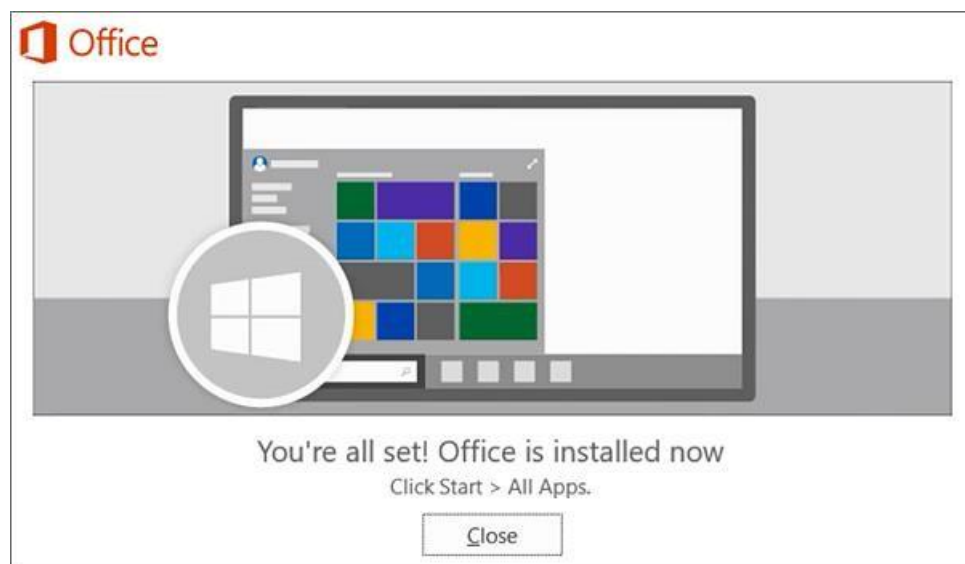 Office
You're all set! Office is installed now
Click Start > All Apps.
Close